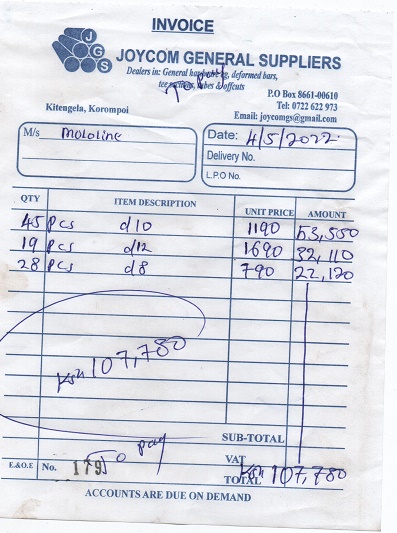 INVOICE
JGS
JOYCOM GENERAL SUPPLIERS
Dealers in: General hardware, deformed bars,
tee sections, tubes & offcuts
P.O Box 8661-00610
Tel: 0722 622 973
Kitengela, Korompoi
Email: joycomgs@gmail.com
M/s Mololine
Date: 4/5/2022
Delivery No.
L.P.O No.
QTY ITEM DESCRIPTION UNIT PRICE AMOUNT
45 pcs d10 1190 53,550
19 pcs d12 1690 32,110
28 pcs d8 790 22,120
Ksh 107,780
To pay
SUB-TOTAL
VAT
E.&O.E No. 179 TOTAL Ksh 107,780
ACCOUNTS ARE DUE ON DEMAND